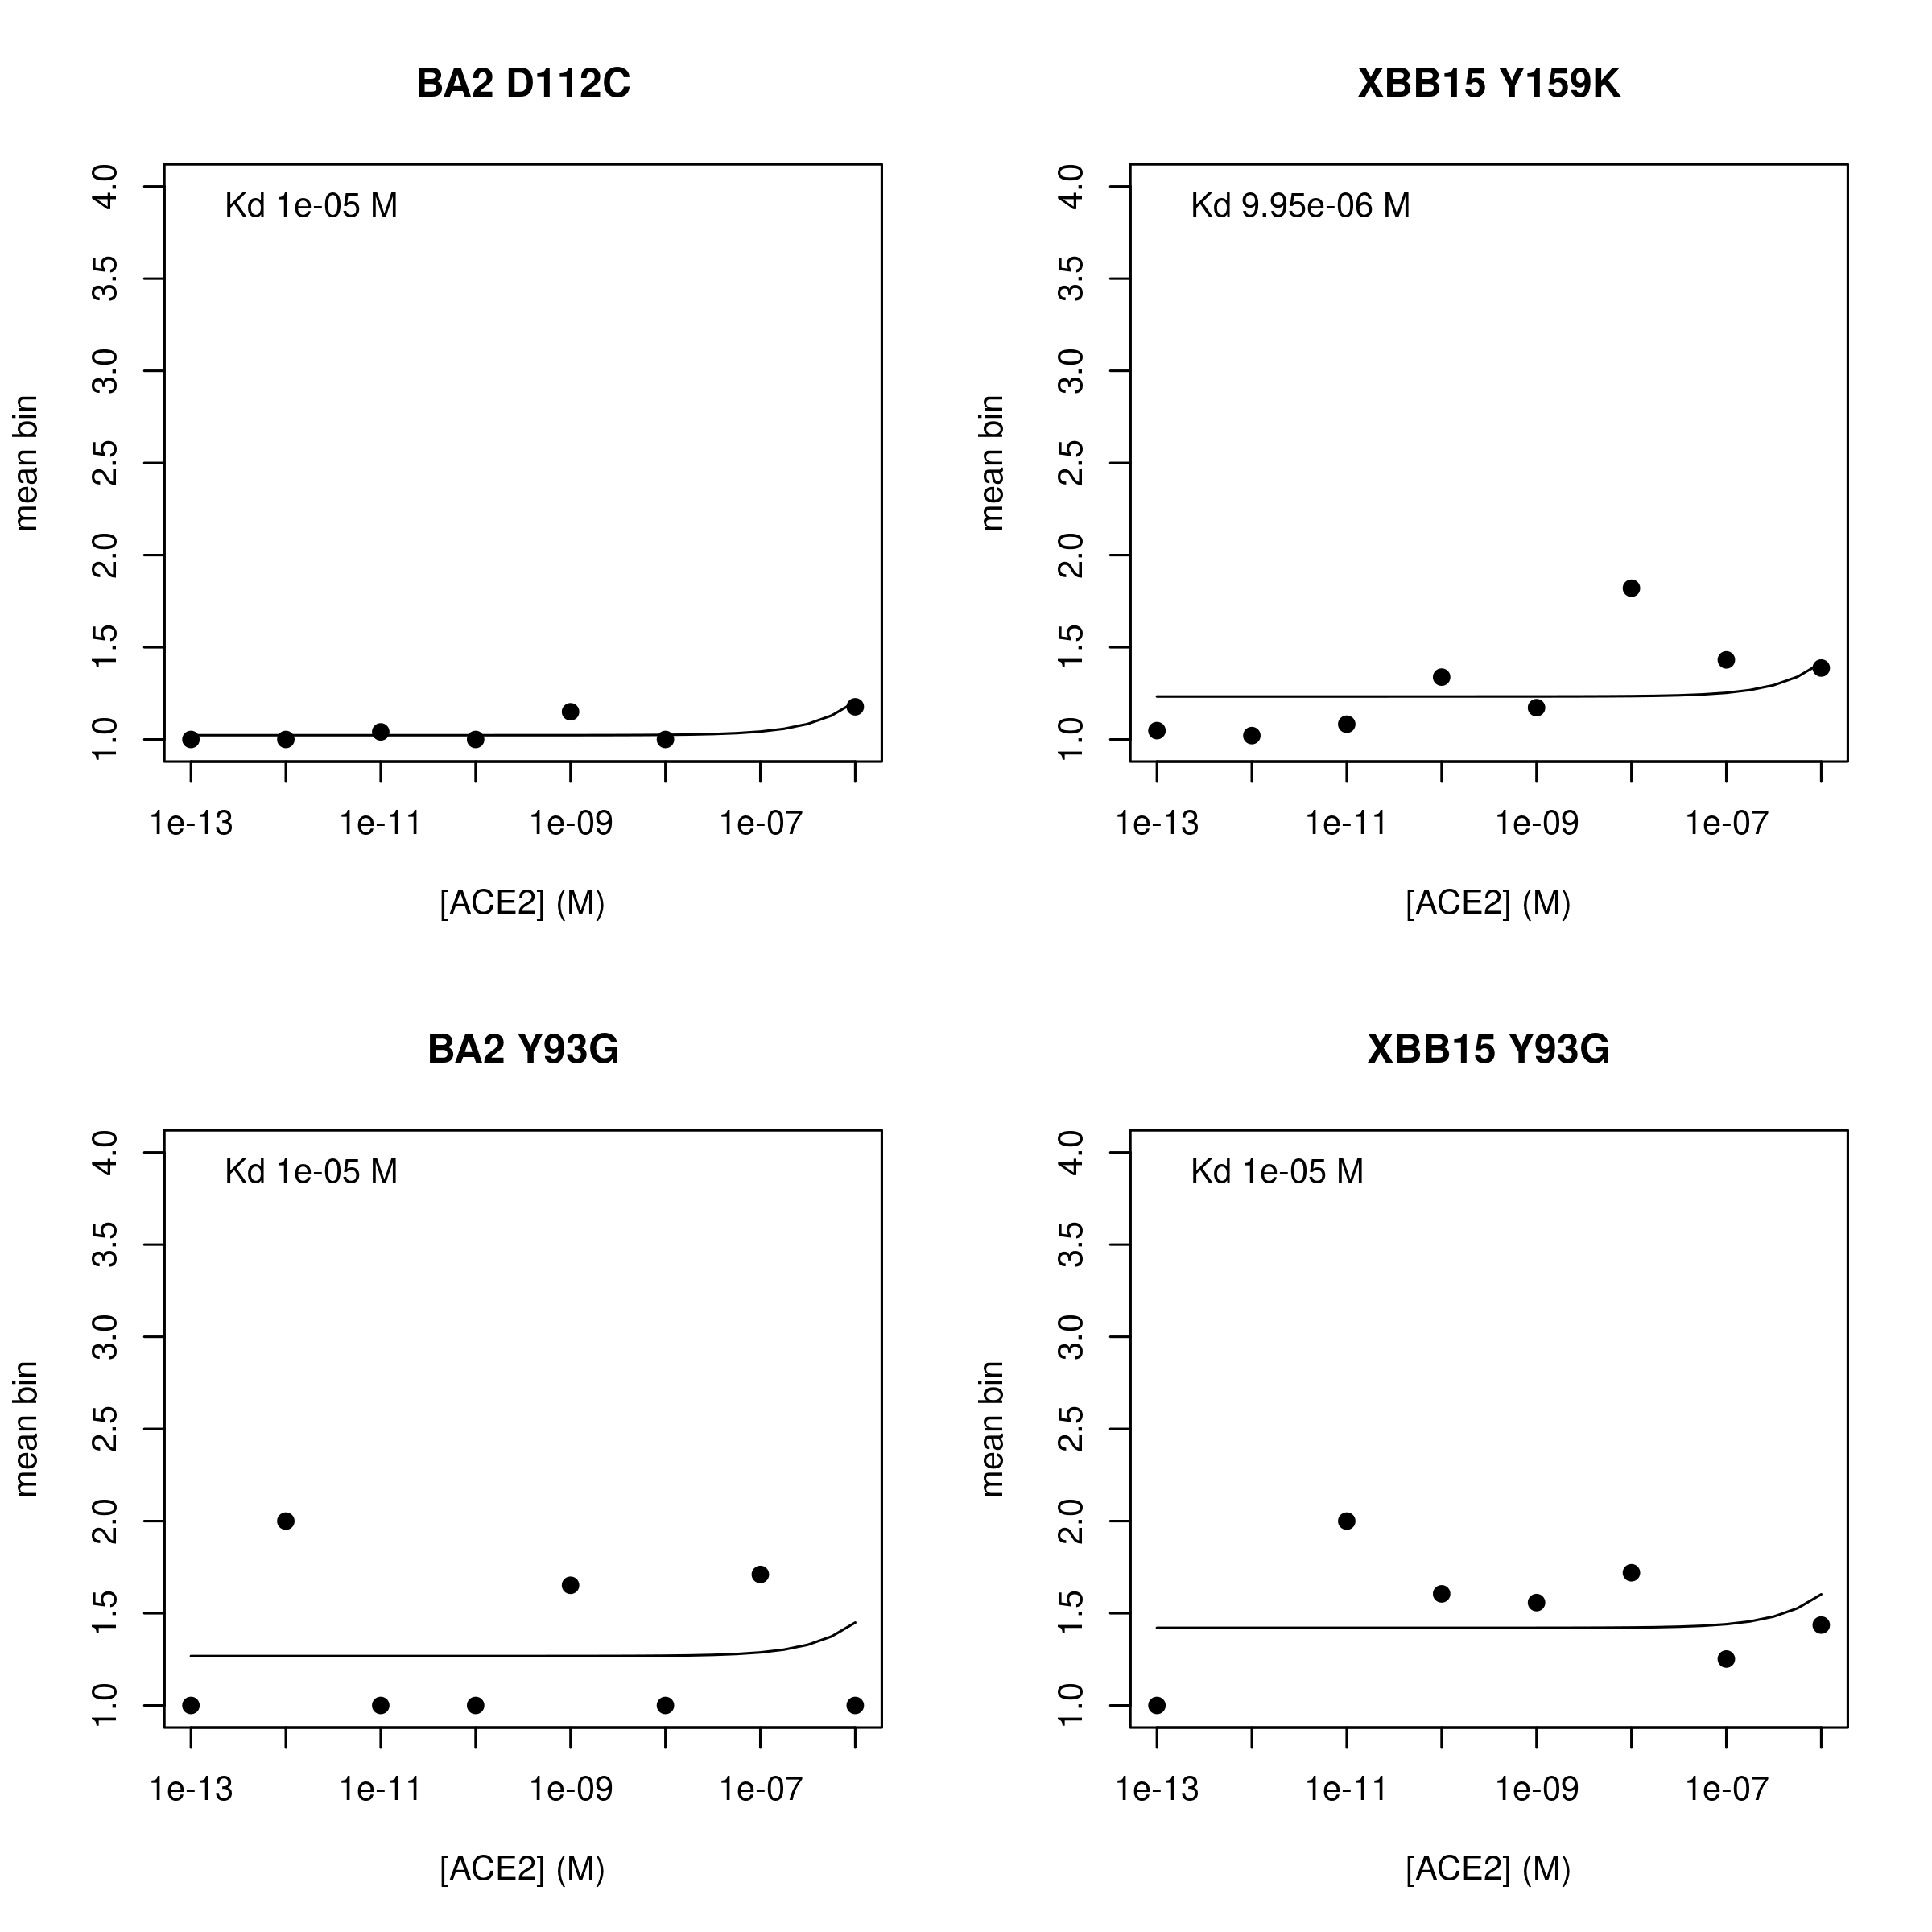 BA2 D112C
Kd 1e-05 M
mean bin
4.0
3.5
3.0
2.5
2.0
1.5
1.0
1e-13 1e-11 1e-09 1e-07
[ACE2] (M)
XBB15 Y159K
Kd 9.95e-06 M
mean bin
4.0
3.5
3.0
2.5
2.0
1.5
1.0
1e-13 1e-11 1e-09 1e-07
[ACE2] (M)
BA2 Y93G
Kd 1e-05 M
mean bin
4.0
3.5
3.0
2.5
2.0
1.5
1.0
1e-13 1e-11 1e-09 1e-07
[ACE2] (M)
XBB15 Y93G
Kd 1e-05 M
mean bin
4.0
3.5
3.0
2.5
2.0
1.5
1.0
1e-13 1e-11 1e-09 1e-07
[ACE2] (M)